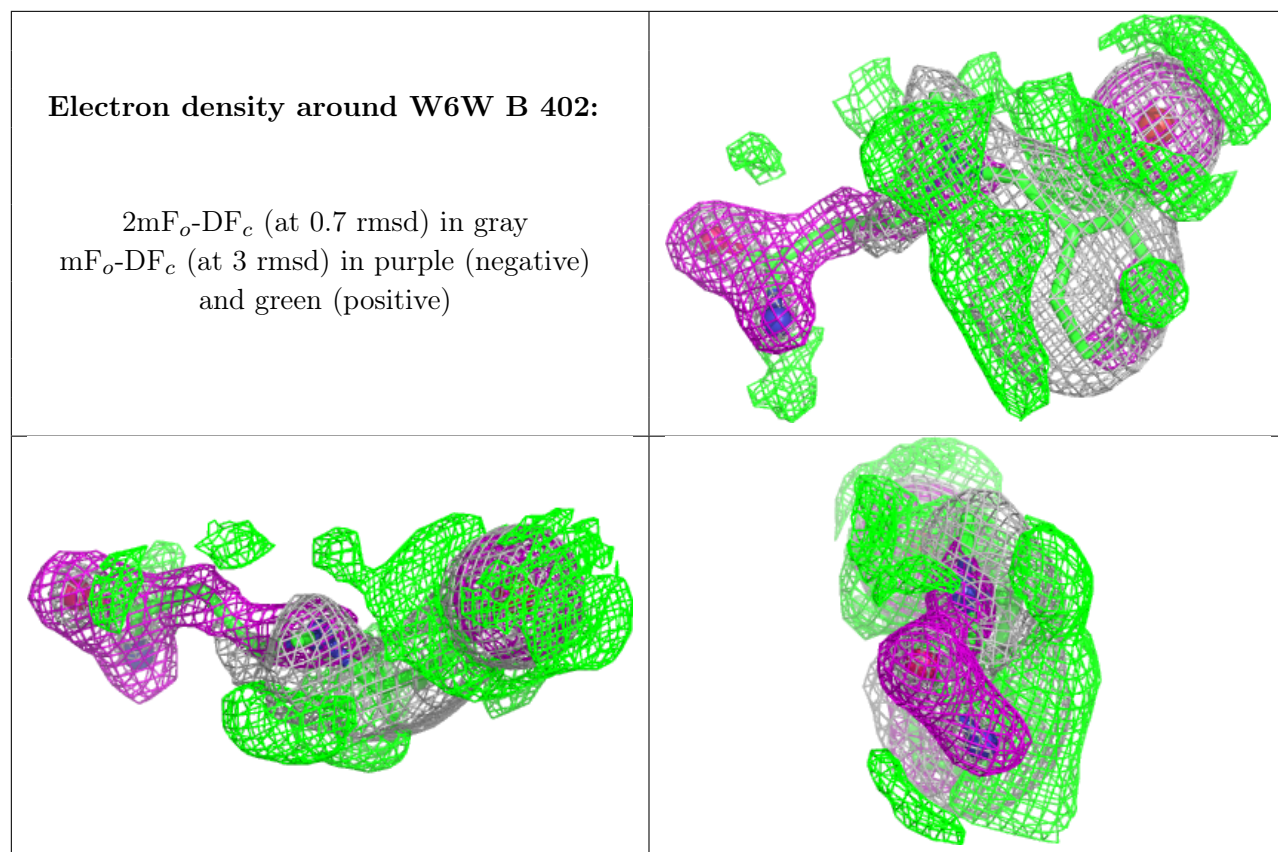 Electron density around W6W B 402:
2mFo-DFc (at 0.7 rmsd) in gray
mFo-DFc (at 3 rmsd) in purple (negative)
and green (positive)